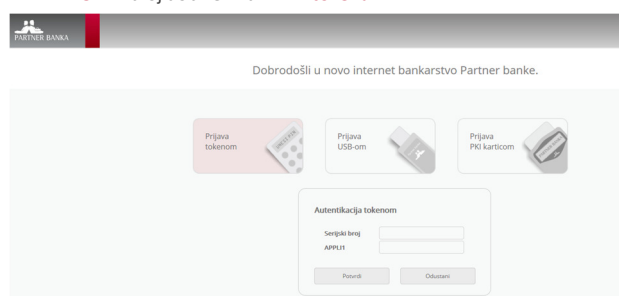 PARTNER BANKA
Dobrodošli u novo internet bankarstvo Partner banke.
Prijava
tokenom
Prijava
USB-om
Prijava
PKI karticom
Autentikacija tokenom
Serijski broj
APPLI1
Potvrdi
Odustani